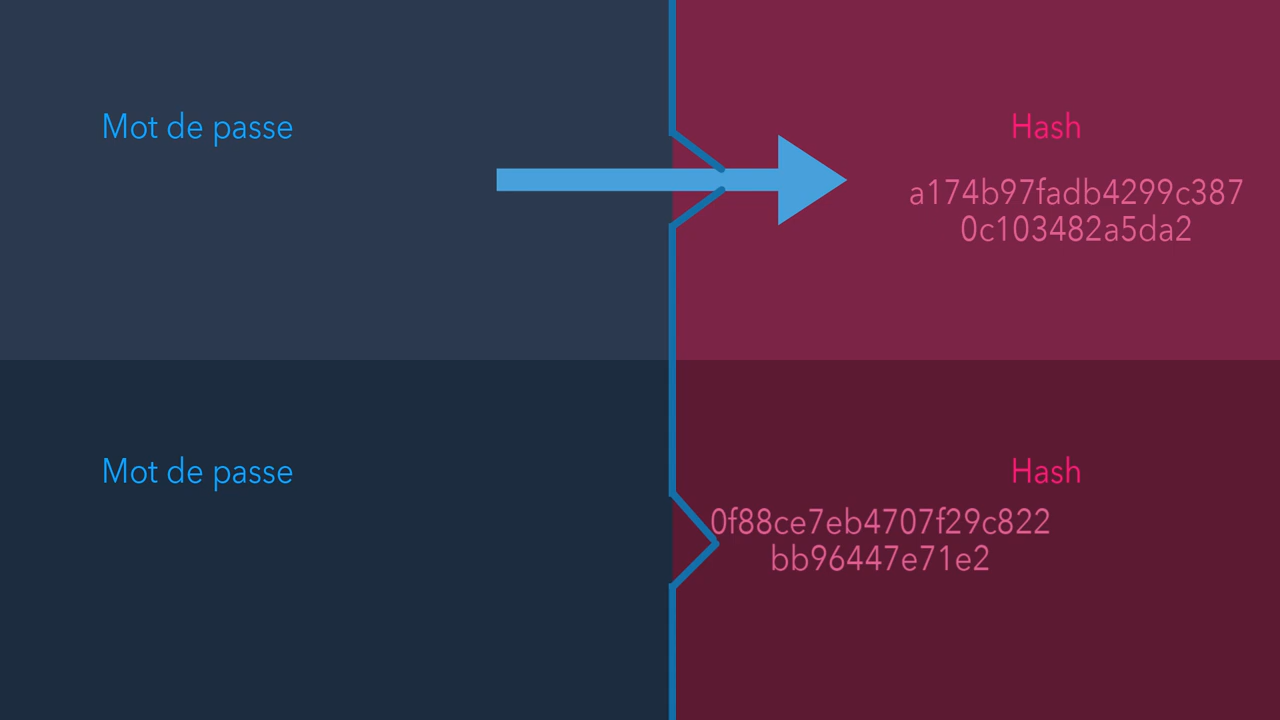 Mot de passe
Hash
a174b97fadb4299c387
0c103482a5da2
Mot de passe
Hash
0f88ce7eb4707f29c822
bb96447e71e2